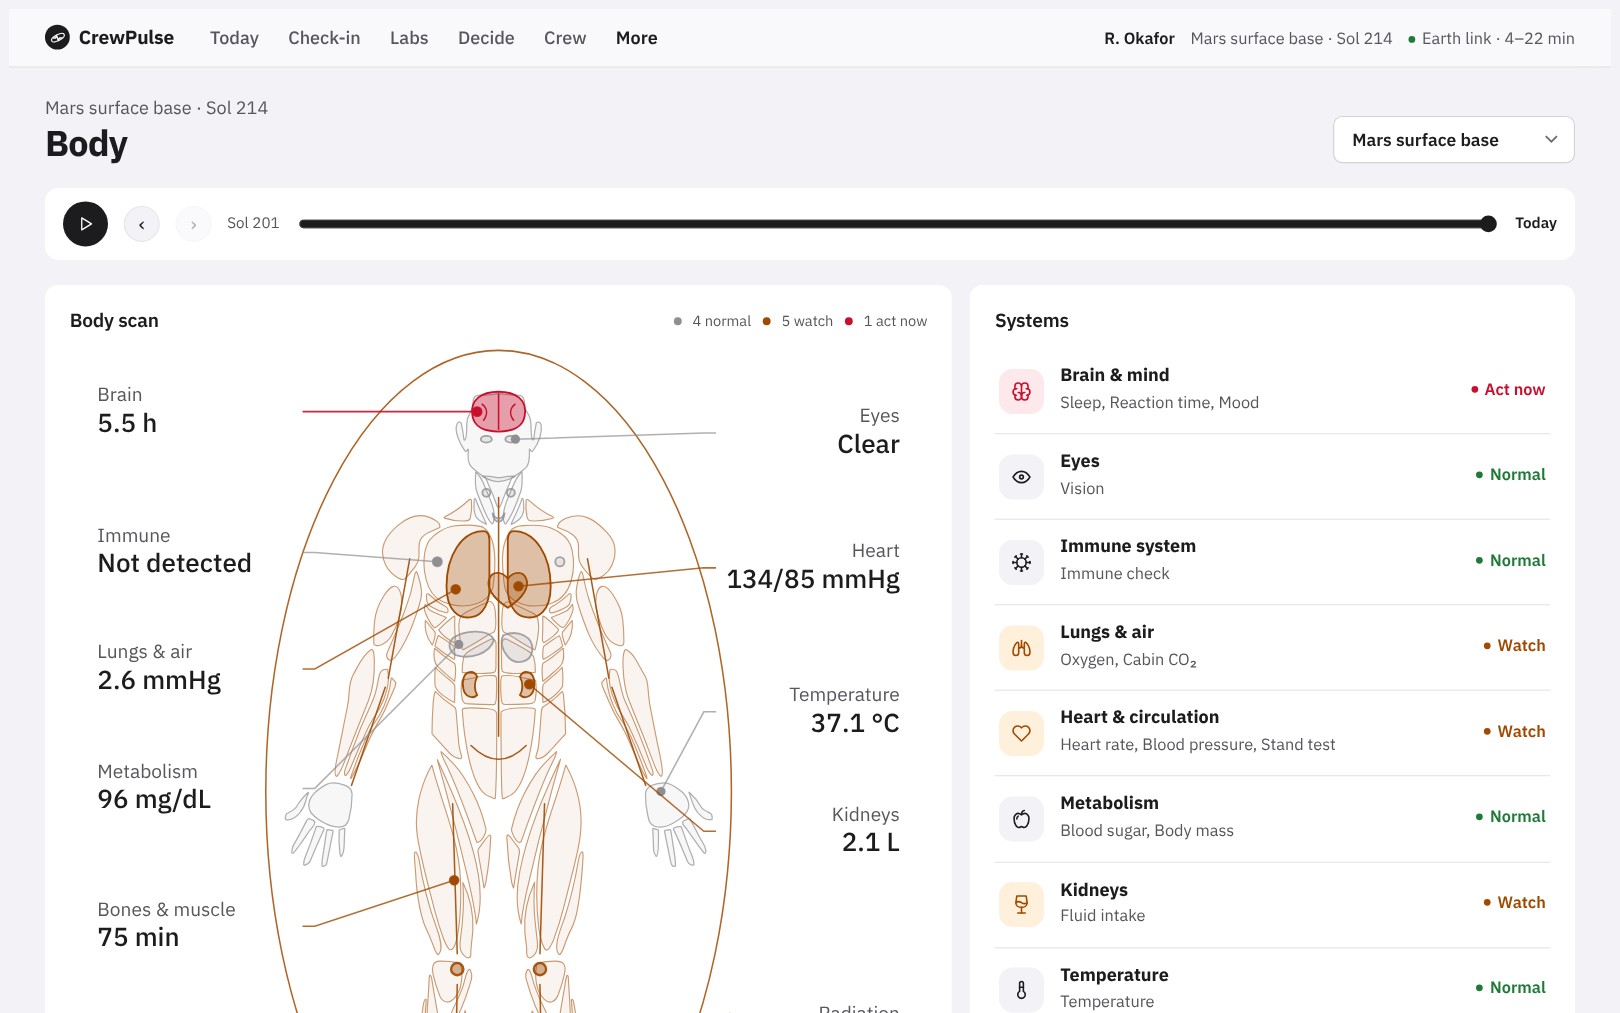 CrewPulse Today Check-in Labs Decide Crew More
R. Okafor Mars surface base · Sol 214 Earth link · 4–22 min
Mars surface base · Sol 214
Body
Mars surface base
Sol 201
Today
Body scan
4 normal 5 watch 1 act now
Brain
5.5 h
Eyes
Clear
Immune
Not detected
Heart
134/85 mmHg
Lungs & air
2.6 mmHg
Temperature
37.1 °C
Metabolism
96 mg/dL
Kidneys
2.1 L
Bones & muscle
75 min
Radiation
Systems
Brain & mind
Sleep, Reaction time, Mood
Act now
Eyes
Vision
Normal
Immune system
Immune check
Normal
Lungs & air
Oxygen, Cabin CO₂
Watch
Heart & circulation
Heart rate, Blood pressure, Stand test
Watch
Metabolism
Blood sugar, Body mass
Normal
Kidneys
Fluid intake
Watch
Temperature
Temperature
Normal